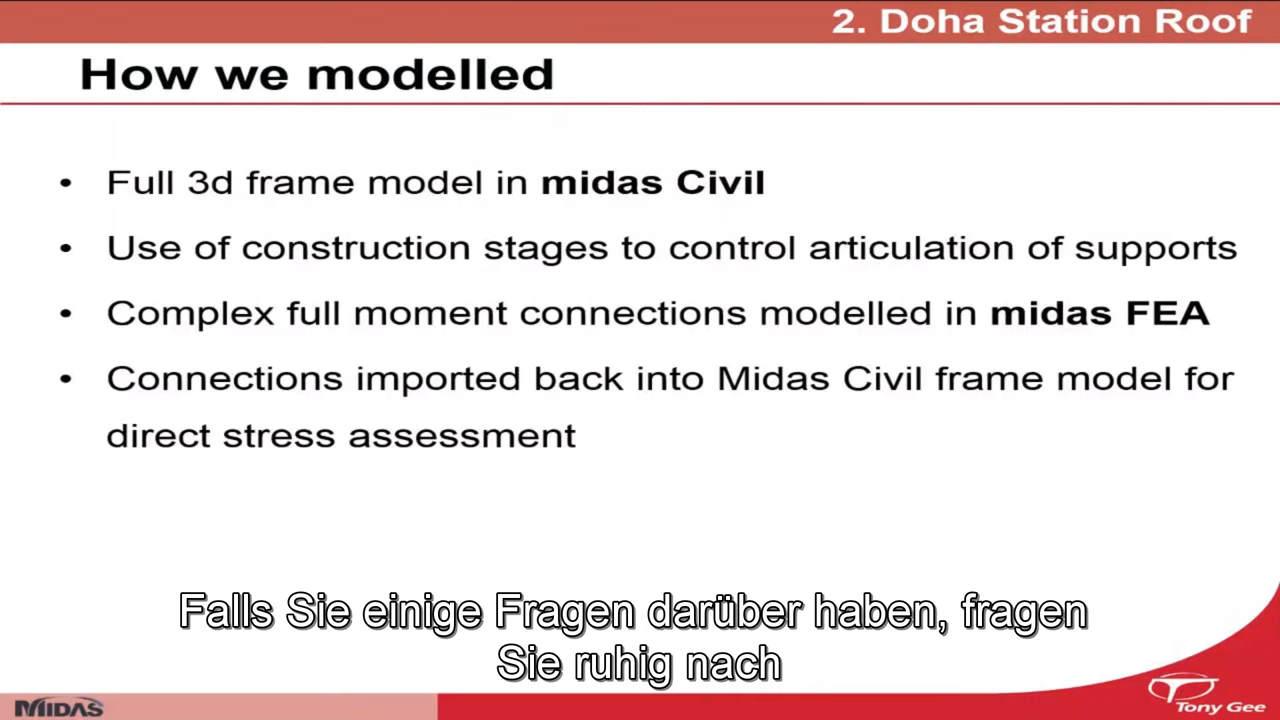 2. Doha Station Roof
How we modelled
• Full 3d frame model in midas Civil
• Use of construction stages to control articulation of supports
• Complex full moment connections modelled in midas FEA
• Connections imported back into Midas Civil frame model for
direct stress assessment
Falls Sie einige Fragen darüber haben, fragen
Sie ruhig nach
MIDAS
Tony Gee